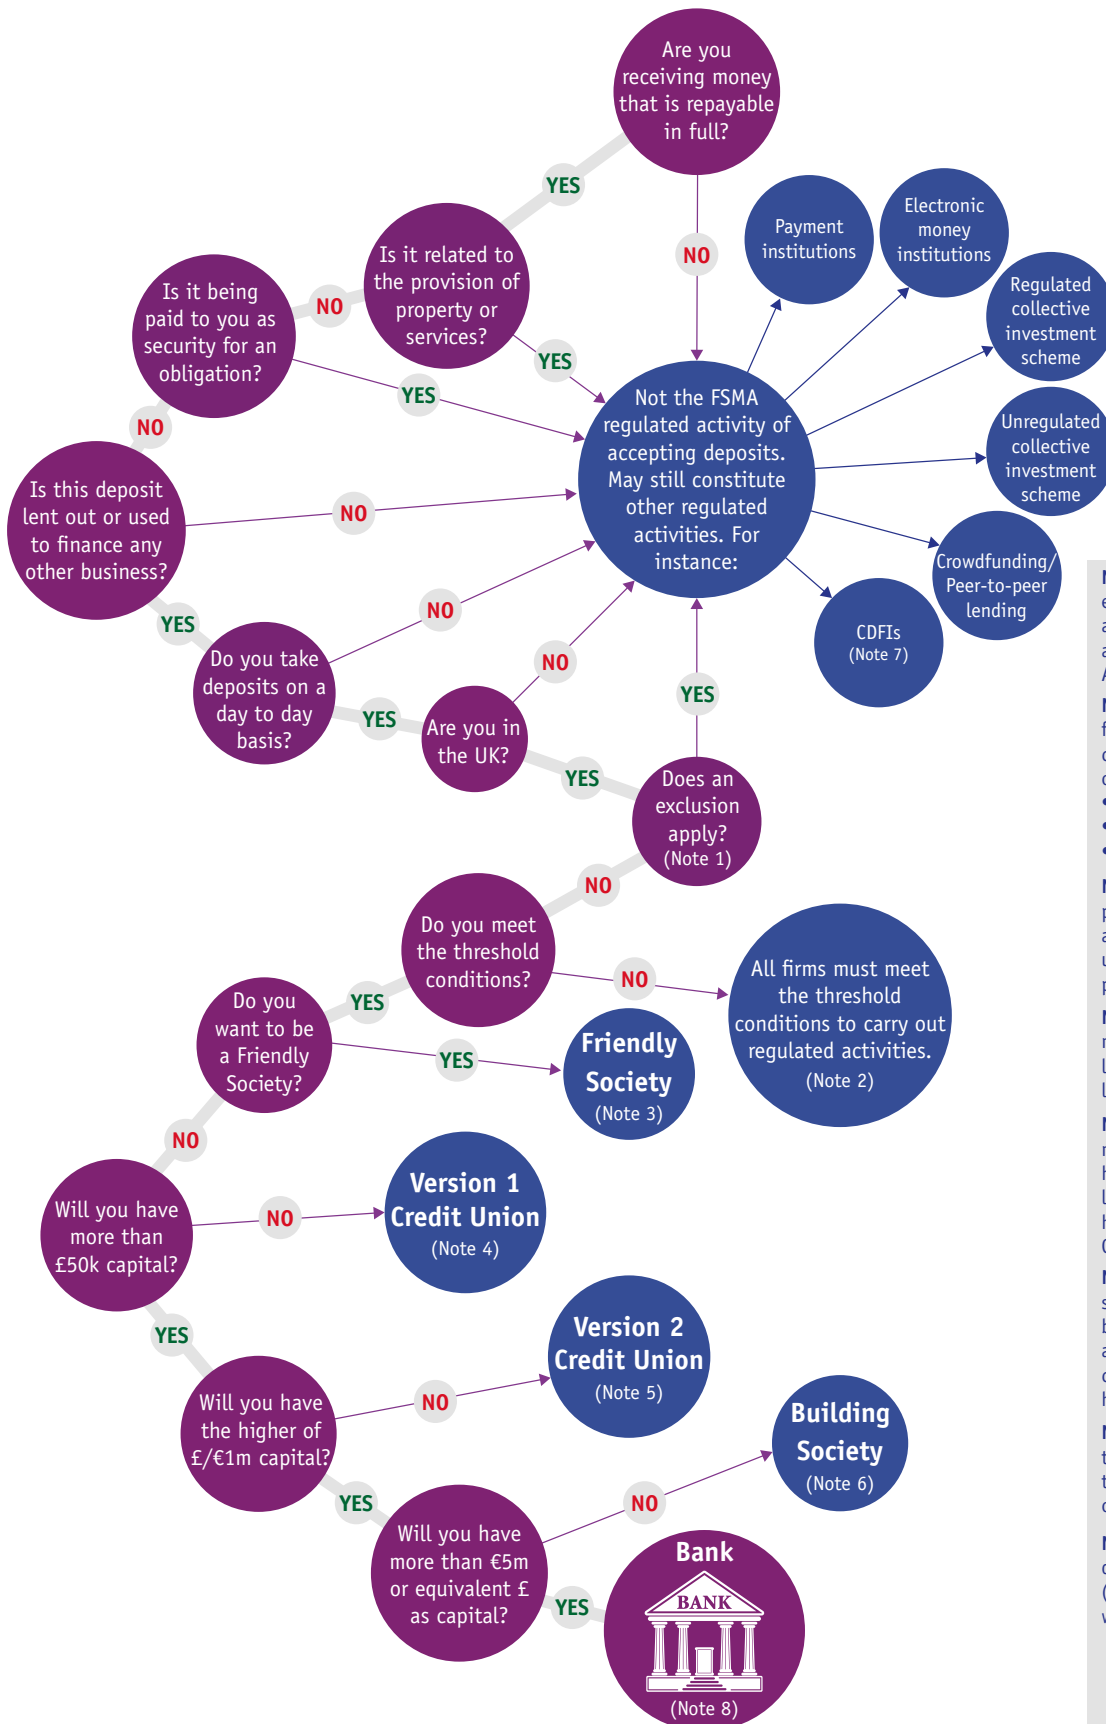 Are you
receiving money
that is repayable
in full?
YES
NO
Is it related to
the provision of
property or
services?
NO
YES
Is it being
paid to you as
security for an
obligation?
YES
NO
Payment
institutions
Electronic
money
institutions
Regulated
collective
investment
scheme
Unregulated
collective
investment
scheme
Crowdfunding/
Peer-to-peer
lending
CDFIs
(Note 7)
Not the FSMA
regulated activity of
accepting deposits.
May still constitute
other regulated
activities. For
instance:
Is this deposit
lent out or used
to finance any
other business?
NO
YES
Do you take
deposits on a
day to day
basis?
NO
YES
Are you in
the UK?
NO
YES
Does an
exclusion
apply?
(Note 1)
YES
NO
Do you meet
the threshold
conditions?
NO
All firms must meet
the threshold
conditions to carry out
regulated activities.
(Note 2)
YES
Do you
want to be
a Friendly
Society?
YES
Friendly
Society
(Note 3)
NO
Will you have
more than
£50k capital?
NO
Version 1
Credit Union
(Note 4)
YES
Will you have
the higher of
£/€1m capital?
NO
Version 2
Credit Union
(Note 5)
YES
Will you have
more than €5m
or equivalent £
as capital?
NO
Building
Society
(Note 6)
YES
Bank
BANK
(Note 8)